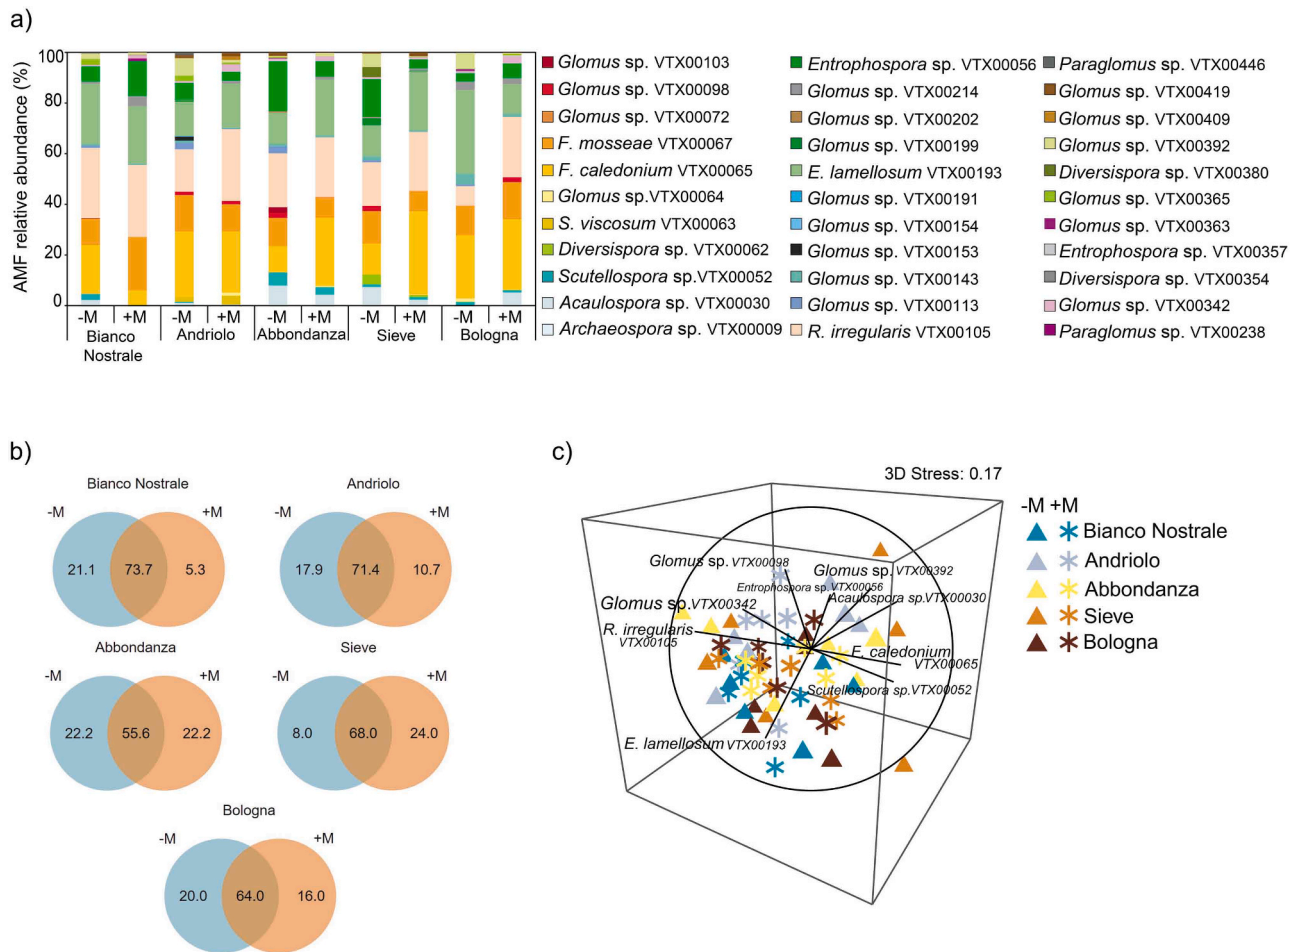 a)
AMF relative abundance (%)
100
80
60
40
20
0
-M +M -M +M -M +M -M +M -M +M
Bianco Nostrale
Andriolo
Abbondanza
Sieve
Bologna
Glomus sp. VTX00103
Glomus sp. VTX00098
Glomus sp. VTX00072
F. mosseae VTX00067
F. caledonium VTX00065
Glomus sp.VTX00064
S. viscosum VTX00063
Diversispora sp. VTX00062
Scutellospora sp.VTX00052
Acaulospora sp. VTX00030
Archaeospora sp. VTX00009
Entrophospora sp. VTX00056
Glomus sp. VTX00214
Glomus sp. VTX00202
Glomus sp. VTX00199
E. lamellosum VTX00193
Glomus sp. VTX00191
Glomus sp. VTX00154
Glomus sp. VTX00153
Glomus sp. VTX00143
Glomus sp. VTX00113
R. irregularis VTX00105
Paraglomus sp. VTX00446
Glomus sp. VTX00419
Glomus sp. VTX00409
Glomus sp. VTX00392
Diversispora sp. VTX00380
Glomus sp. VTX00365
Glomus sp. VTX00363
Entrophospora sp. VTX00357
Diversispora sp. VTX00354
Glomus sp. VTX00342
Paraglomus sp. VTX00238
b)
Bianco Nostrale
-M +M
21.1 73.7 5.3
Andriolo
-M +M
17.9 71.4 10.7
Abbondanza
-M +M
22.2 55.6 22.2
Sieve
-M +M
8.0 68.0 24.0
Bologna
-M +M
20.0 64.0 16.0
c)
3D Stress: 0.17
Glomus sp. VTX00098
Glomus sp. VTX00392
Entrophospora sp. VTX00056
Acaulospora sp.VTX00030
Glomus sp.VTX00342
R. irregularis
VTX00105
E. caledonium
VTX00065
Scutellospora sp.VTX00052
E. lamellosum VTX00193
-M +M
Bianco Nostrale
Andriolo
Abbondanza
Sieve
Bologna